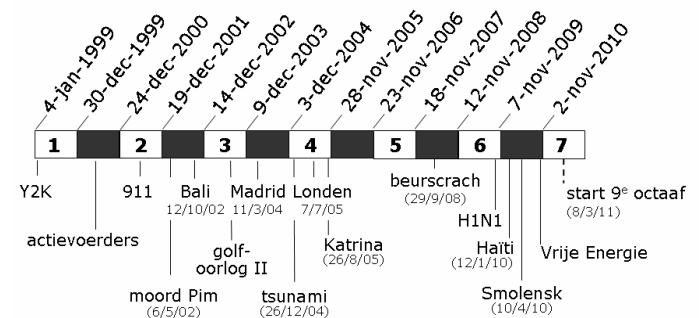 4-jan-1999
30-dec-1999
24-dec-2000
19-dec-2001
14-dec-2002
9-dec-2003
3-dec-2004
28-nov-2005
23-nov-2006
18-nov-2007
12-nov-2008
7-nov-2009
2-nov-2010
1 2 3 4 5 6 7
Y2K
actievoerders
911
moord Pim
(6/5/02)
Bali
12/10/02
golf-
oorlog II
Madrid
11/3/04
tsunami
(26/12/04)
Londen
7/7/05
Katrina
(26/8/05)
beurscrach
(29/9/08)
H1N1
Haïti
(12/1/10)
Smolensk
(10/4/10)
Vrije Energie
start 9e octaaf
(8/3/11)